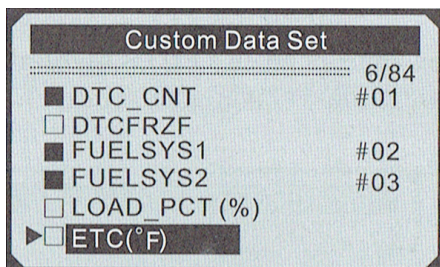 Custom Data Set
6/84
DTC_CNT #01
DTCFRZF
FUELSYS1 #02
FUELSYS2 #03
LOAD_PCT (%)
ETC(°F)